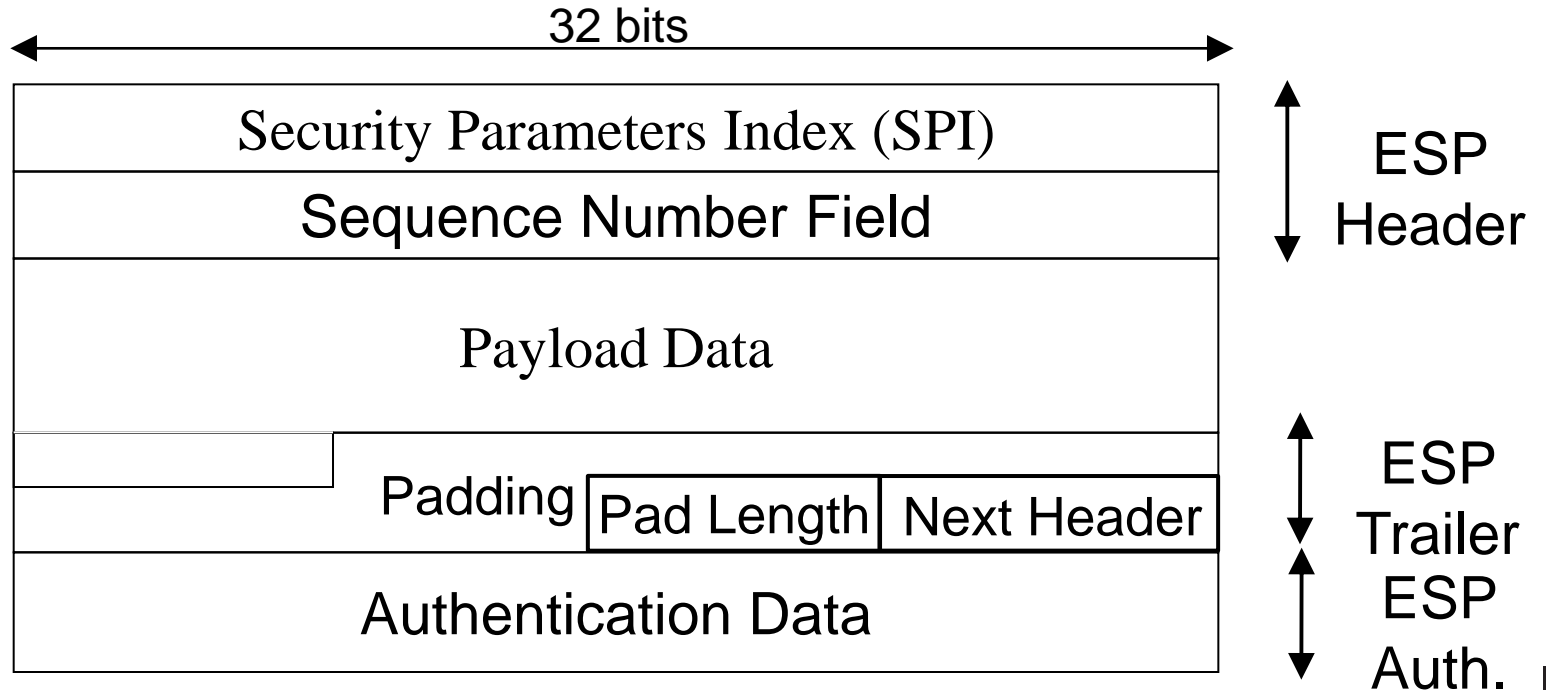 32 bits
Security Parameters Index (SPI)
ESP
Header
Sequence Number Field
Payload Data
Padding
Pad Length
Next Header
ESP
Trailer
Authentication Data
ESP
Auth.